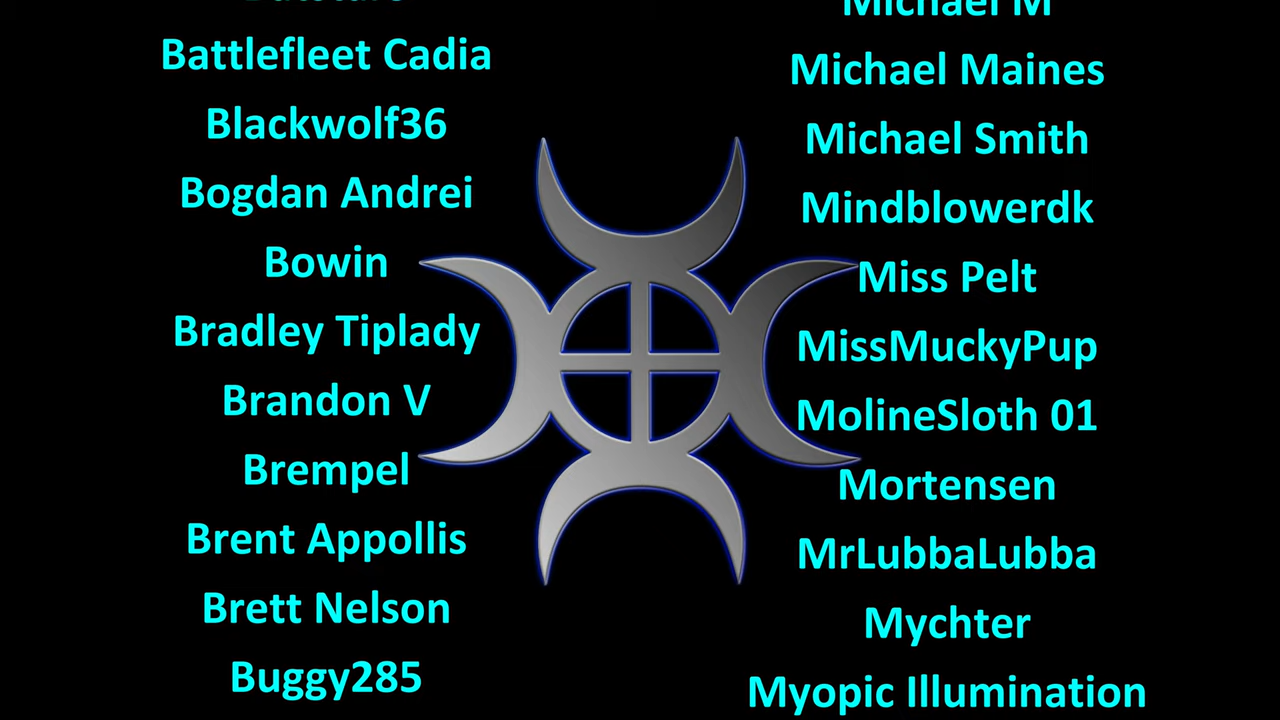 Battlefleet Cadia
Blackwolf36
Bogdan Andrei
Bowin
Bradley Tiplady
Brandon V
Brempel
Brent Appollis
Brett Nelson
Buggy285
Michael M
Michael Maines
Michael Smith
Mindblowerdk
Miss Pelt
MissMuckyPup
MolineSloth 01
Mortensen
MrLubbaLubba
Mychter
Myopic Illumination